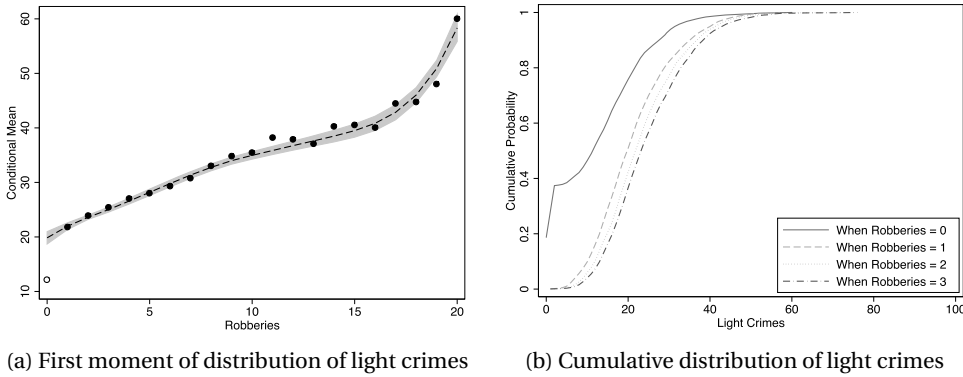 60
50
40
30
20
10
Conditional Mean
0
5
10
15
20
Robberies
1
0.8
0.6
0.4
0.2
0
Cumulative Probability
When Robberies = 0
When Robberies = 1
When Robberies = 2
When Robberies = 3
0
20
40
60
80
100
Light Crimes
(a) First moment of distribution of light crimes
(b) Cumulative distribution of light crimes